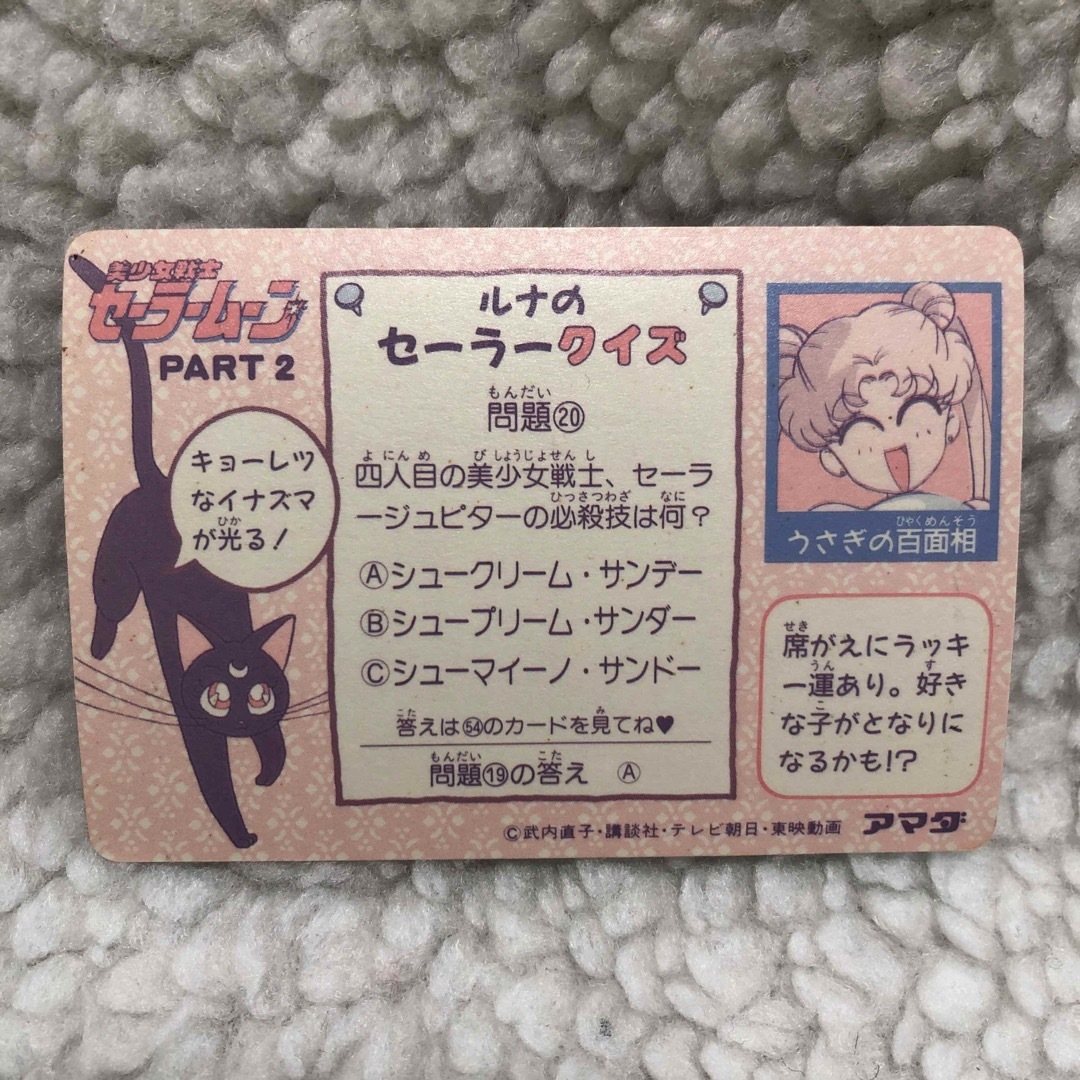 美少女戦士
セーラームーン
PART 2
キョーレツ
なイナズマ
が光る!
ひか
ルナの
セーラークイズ
もんだい
問題⑳
よにんめ びしょうじょせんし
四人目の美少女戦士、セーラ
ひっさつわざ なに
ージュピターの必殺技は何?
Ⓐシュークリーム・サンデー
Ⓑシュープリーム・サンダー
Ⓒシューマイーノ・サンドー
こた み
答えは54のカードを見てね♥
もんだい こた
問題⑲の答え Ⓐ
ひゃくめんそう
うさぎの百面相
せき
席がえにラッキ
うん す
ー運あり。好き
こ
な子がとなりに
なるかも!?
©武内直子・講談社・テレビ朝日・東映動画 アマダ